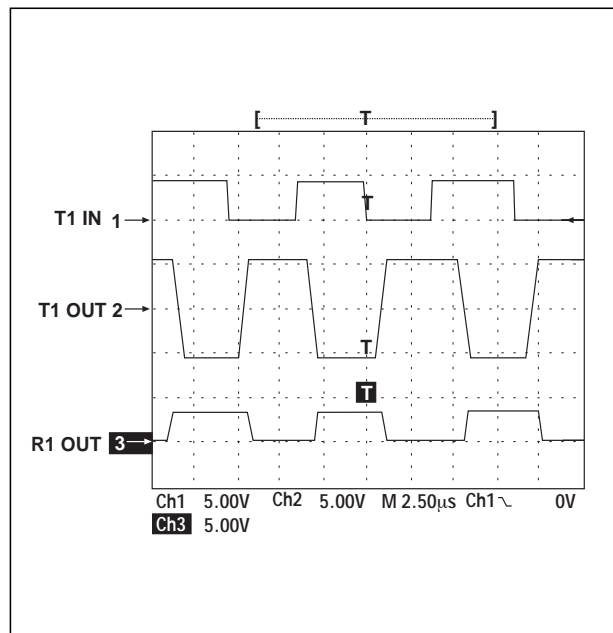 [ T ]
T1 IN 1
T
T1 OUT 2
T
T
R1 OUT 3
Ch1 5.00V Ch2 5.00V M 2.50µS Ch1 0V
Ch3 5.00V